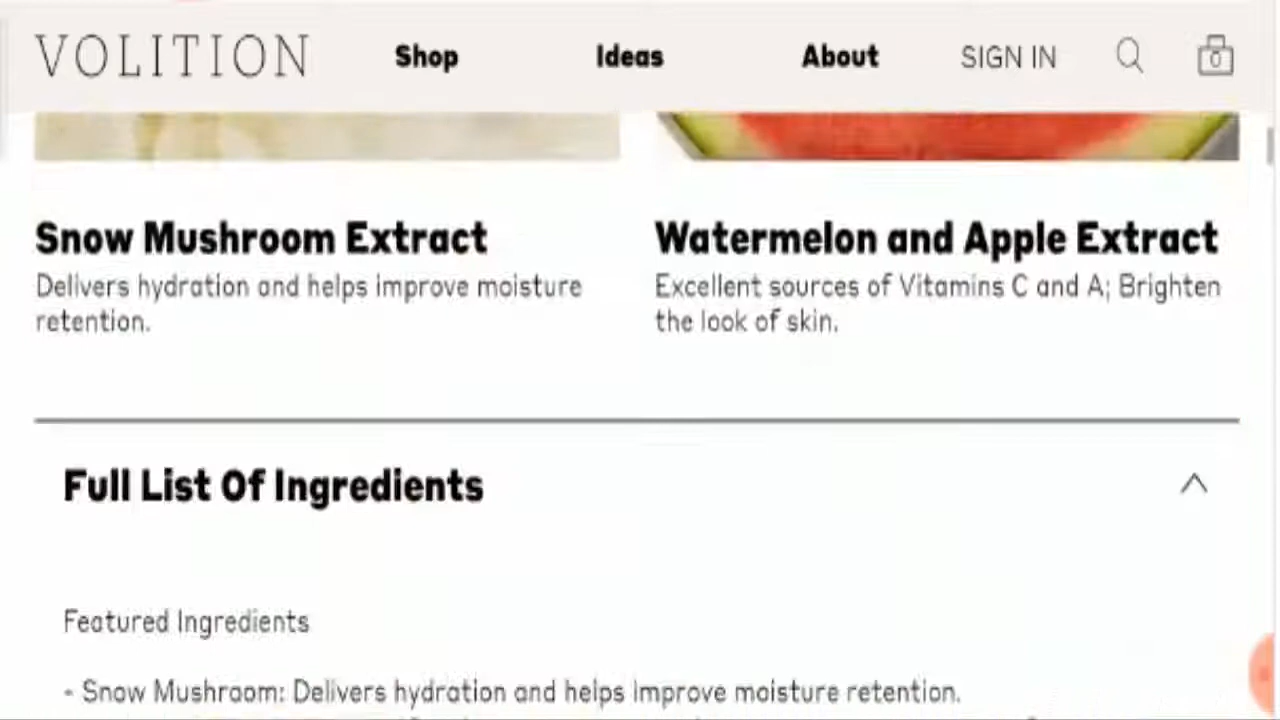 VOLITION Shop Ideas About SIGN IN 0
Snow Mushroom Extract
Delivers hydration and helps improve moisture
retention.
Watermelon and Apple Extract
Excellent sources of Vitamins C and A; Brighten
the look of skin.
Full List Of Ingredients
Featured Ingredients
- Snow Mushroom: Delivers hydration and helps improve moisture retention.